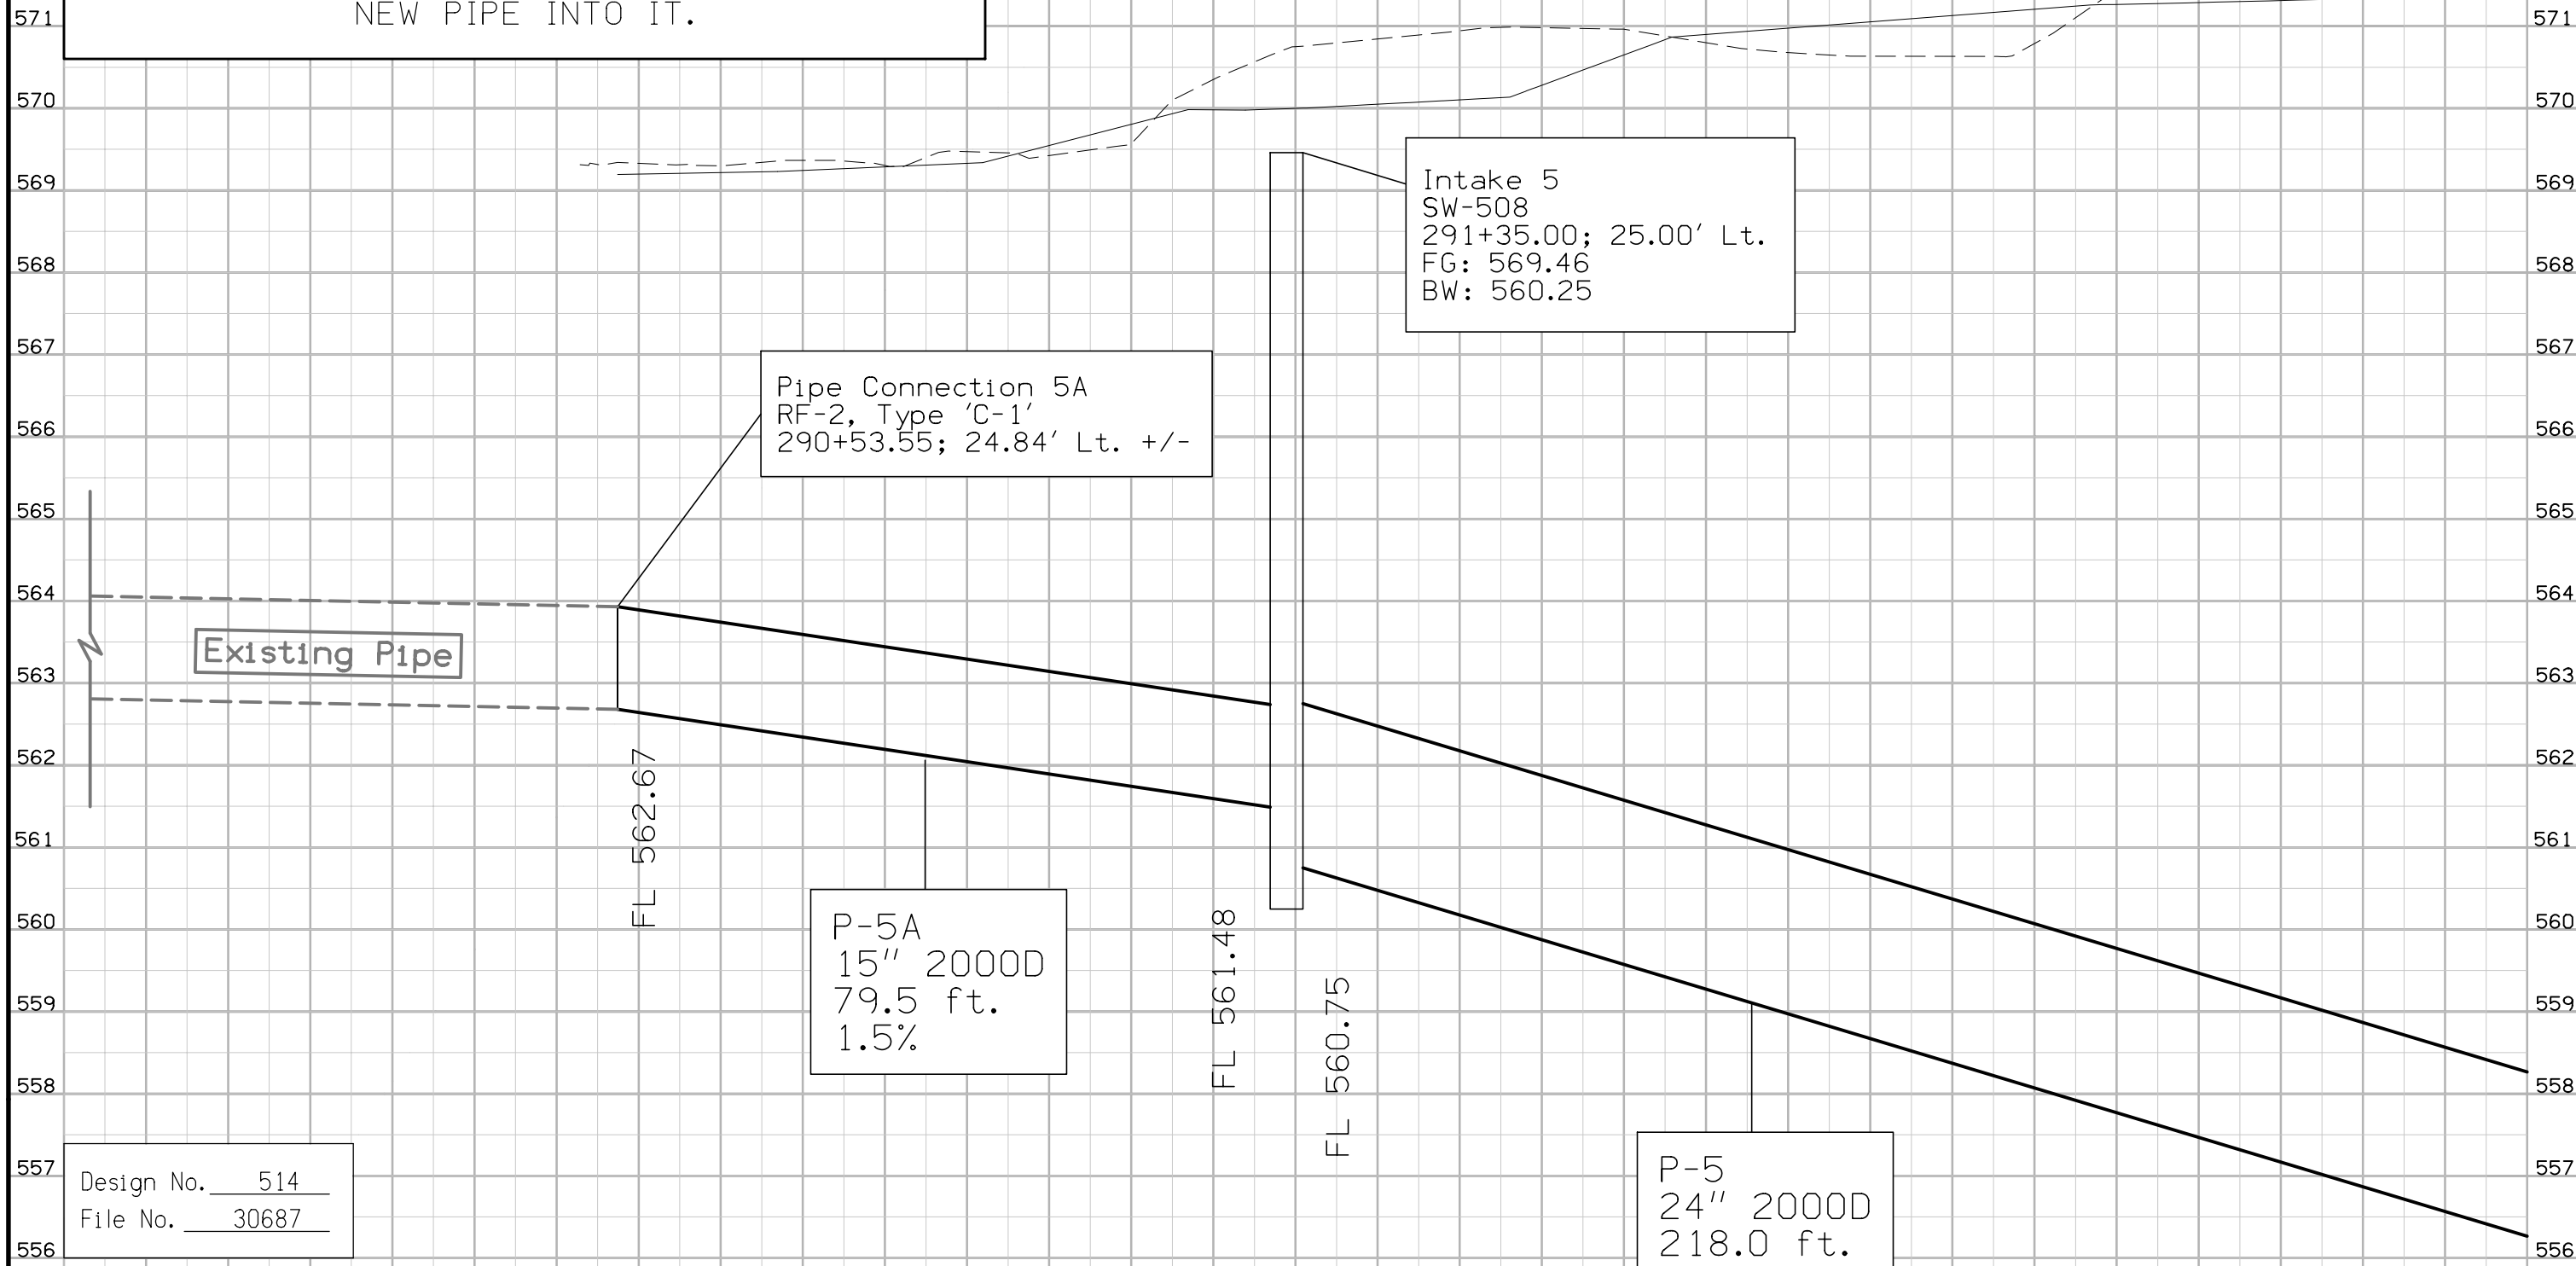 NEW PIPE INTO IT.
571
571
570
570
569
569
568
568
567
567
566
566
565
565
564
564
563
563
562
562
561
561
560
560
559
559
558
558
557
557
556
556
Intake 5
SW-508
291+35.00; 25.00' Lt.
FG: 569.46
BW: 560.25
Pipe Connection 5A
RF-2, Type 'C-1'
290+53.55; 24.84' Lt. +/-
Existing Pipe
FL 562.67
P-5A
15" 2000D
79.5 ft.
1.5%
FL 561.48
FL 560.75
P-5
24" 2000D
218.0 ft.
Design No. 514
File No. 30687